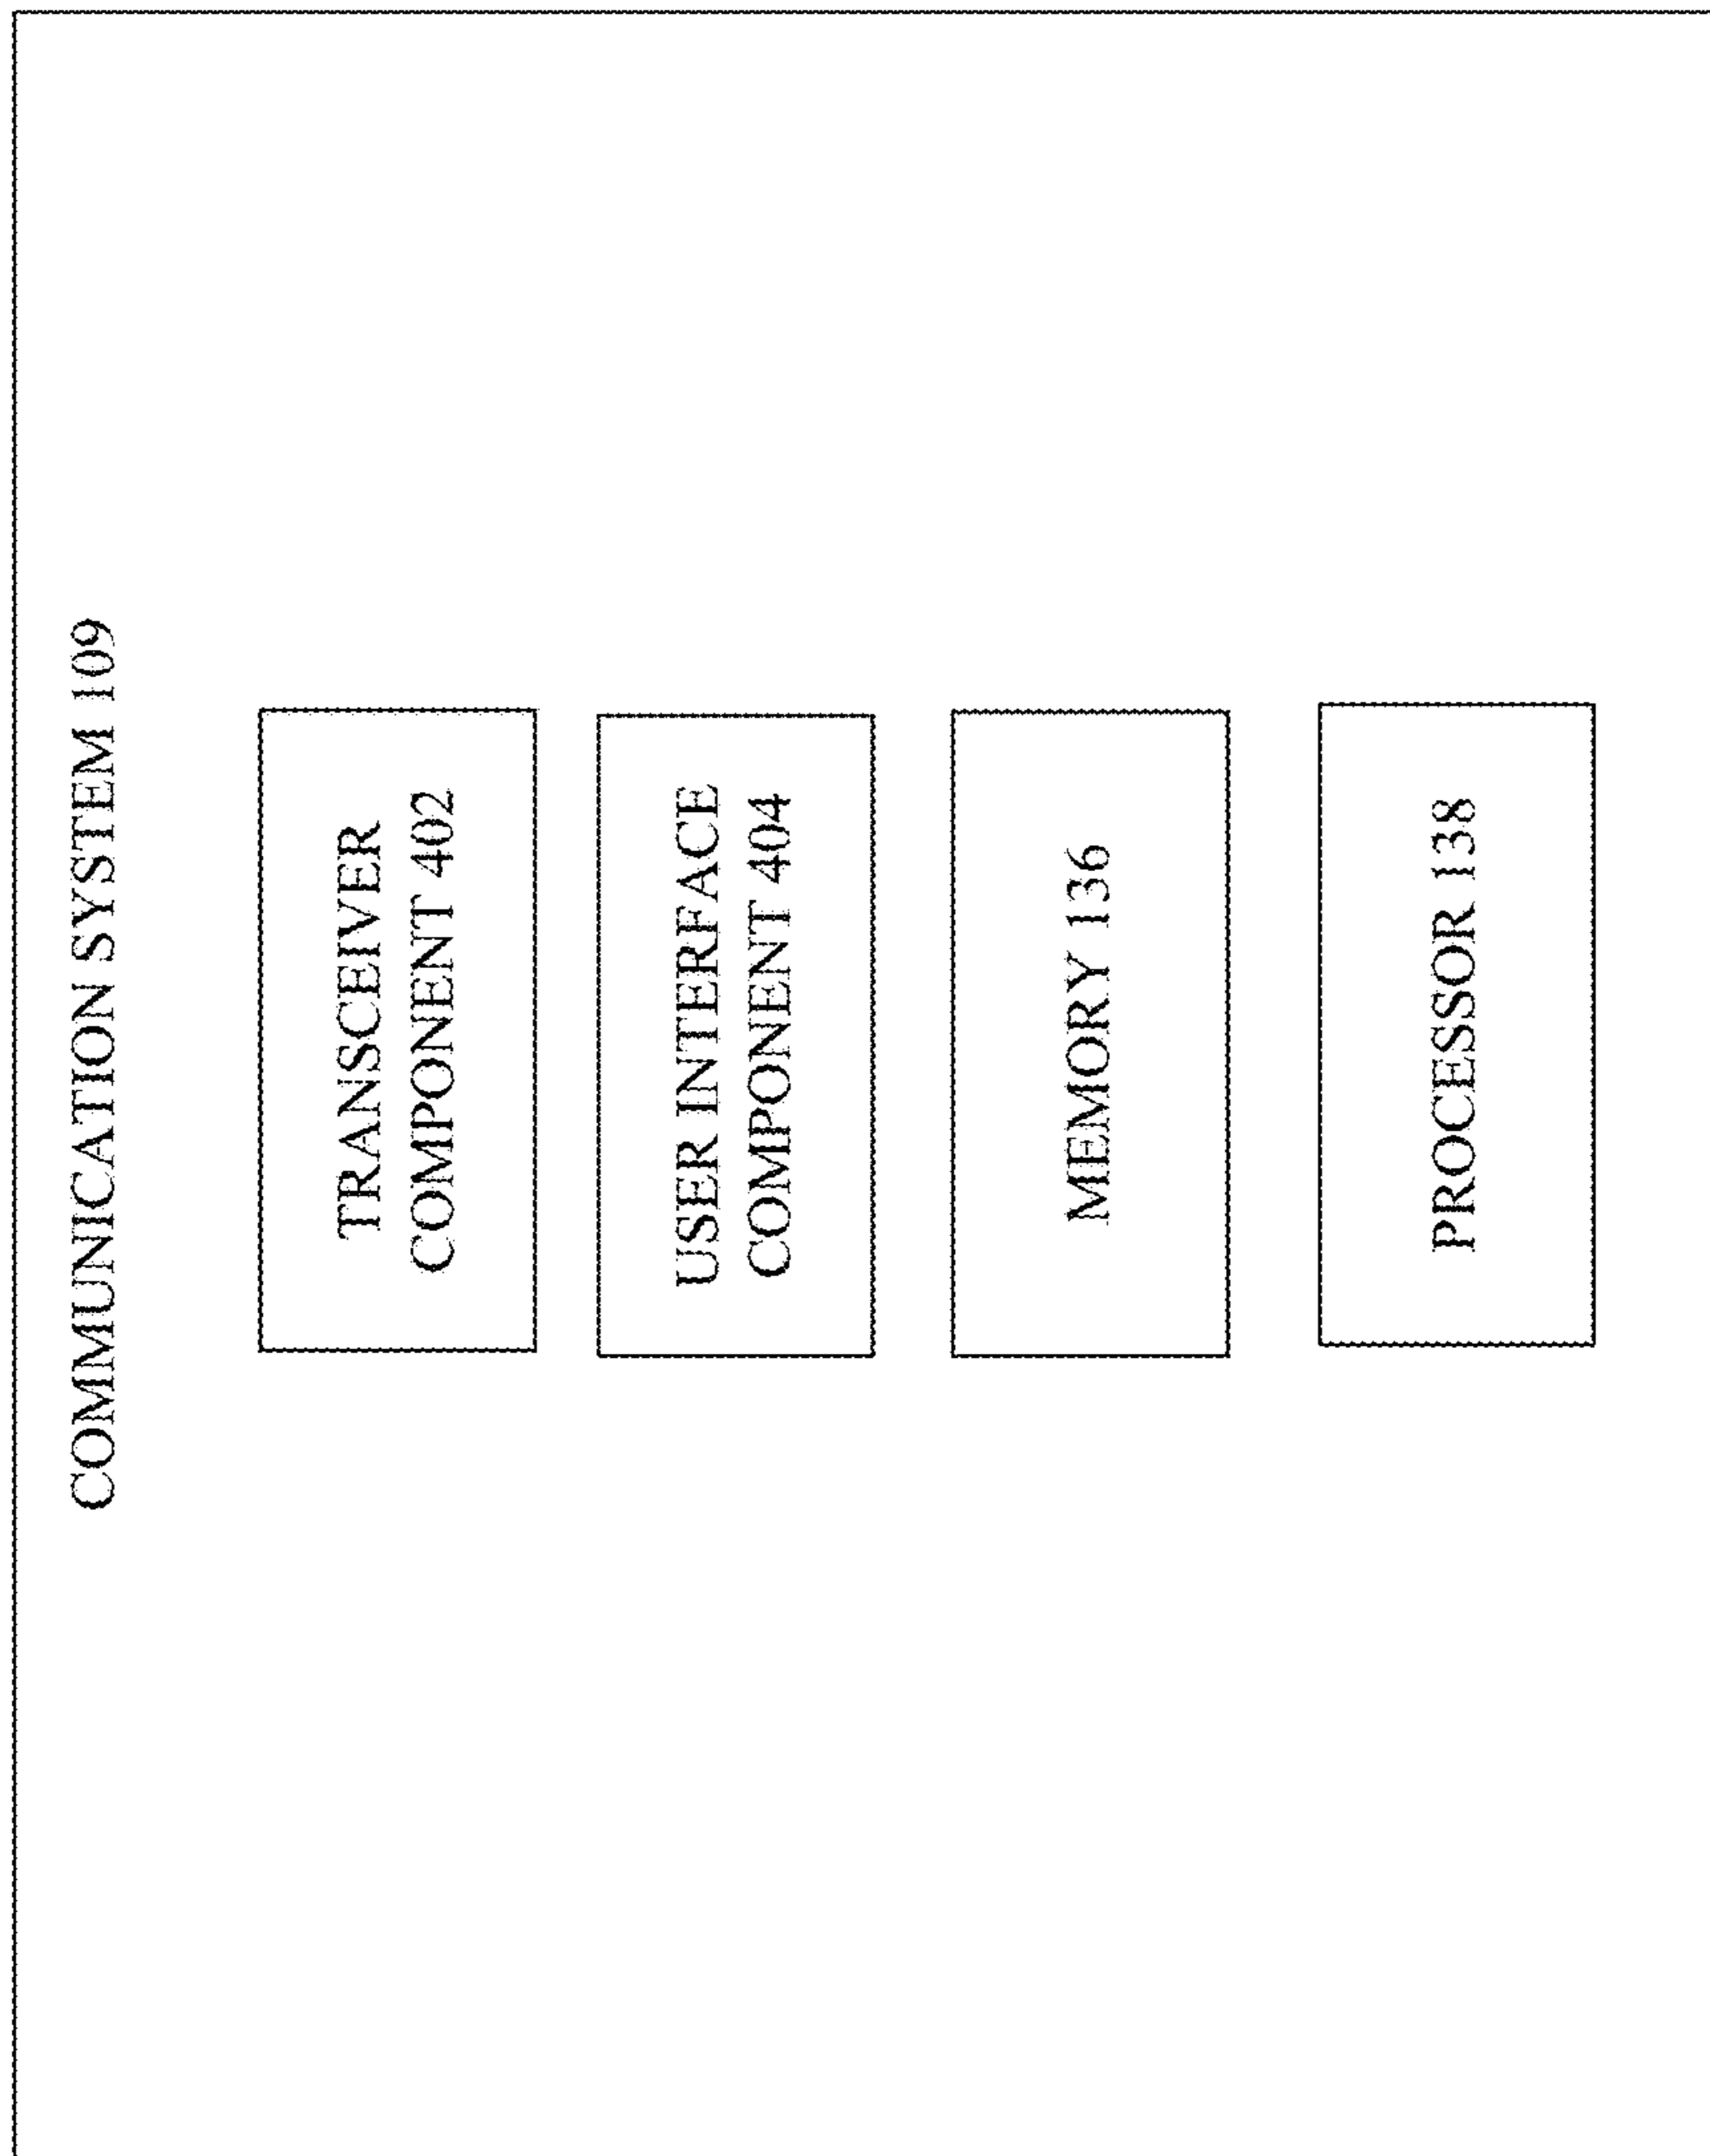 COMMUNICATION SYSTEM 109
TRANSCEIVER
COMPONENT 402
USER INTERFACE
COMPONENT 404
MEMORY 136
PROCESSOR 138